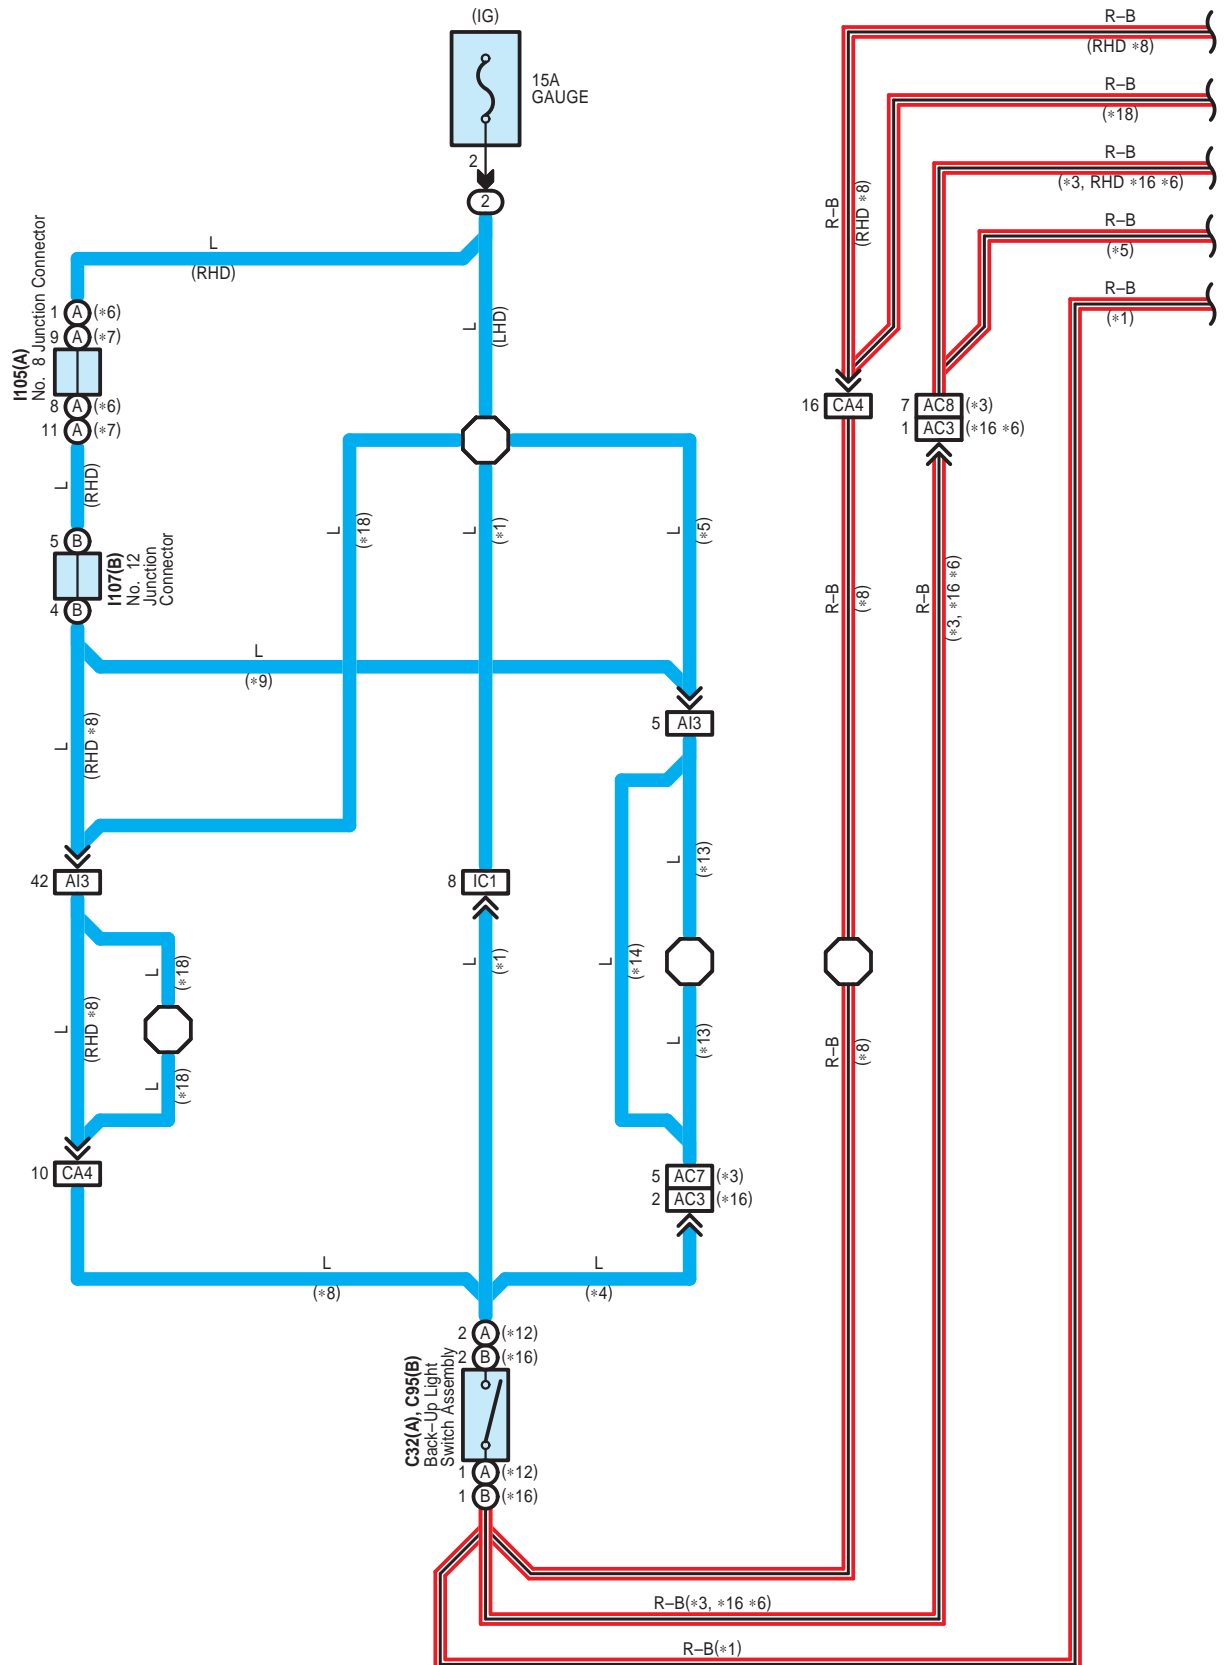 (IG)
15A
GAUGE
2
2
L
(RHD)
L
(LHD)
1 A (*6)
9 A (*7)
I105(A)
No. 8 Junction Connector
8 A (*6)
11 A (*7)
L
(RHD)
5 B
I107(B)
No. 12
Junction
Connector
4 B
L
(*18)
L
(*1)
L
(*5)
L
(*9)
L
(RHD *8)
5 AI3
42 AI3
8 IC1
L
(*18)
L
(RHD *8)
L
(*18)
L
(*1)
L
(*14)
L
(*13)
L
(*13)
10 CA4
5 AC7 (*3)
2 AC3 (*16)
L
(*8)
L
(*4)
2 A (*12)
2 B (*16)
C32(A), C95(B)
Back-Up Light
Switch Assembly
1 A (*12)
1 B (*16)
R-B
(RHD *8)
R-B
(*18)
R-B
(*3, RHD *16 *6)
R-B
(*5)
R-B
(*1)
R-B
(RHD *8)
16 CA4
7 AC8 (*3)
1 AC3 (*16 *6)
R-B
(*8)
R-B
(*3, *16 *6)
R-B
(*8)
R-B(*3, *16 *6)
R-B(*1)